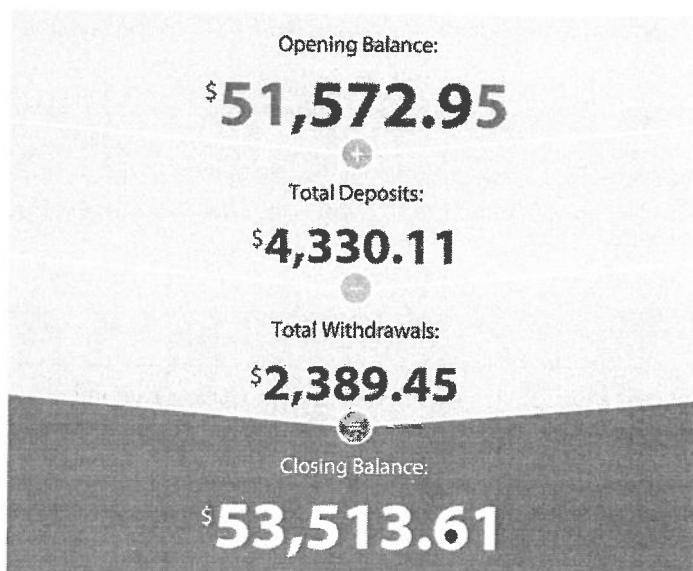 Opening Balance:
$51,572.95
+
Total Deposits:
$4,330.11
−
Total Withdrawals:
$2,389.45
=
Closing Balance:
$53,513.61